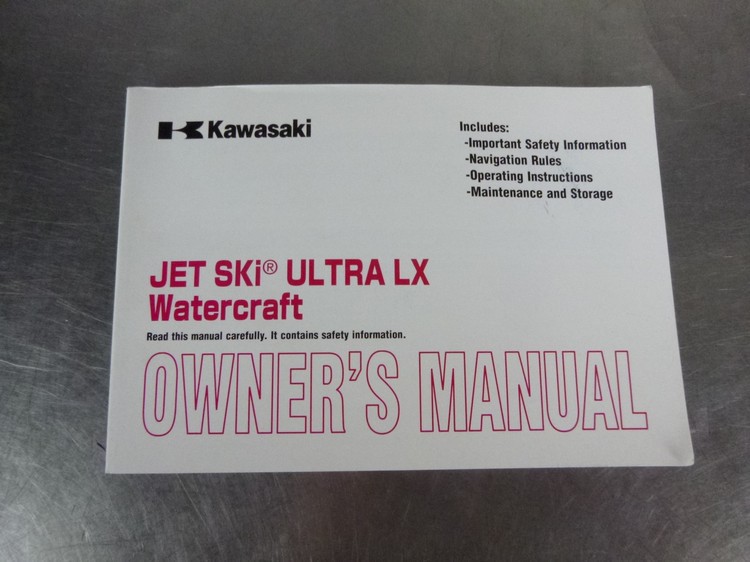 Kawasaki
Includes:
-Important Safety Information
-Navigation Rules
-Operating Instructions
-Maintenance and Storage
JET SKi® ULTRA LX
Watercraft
Read this manual carefully. It contains safety information.
OWNER'S MANUAL